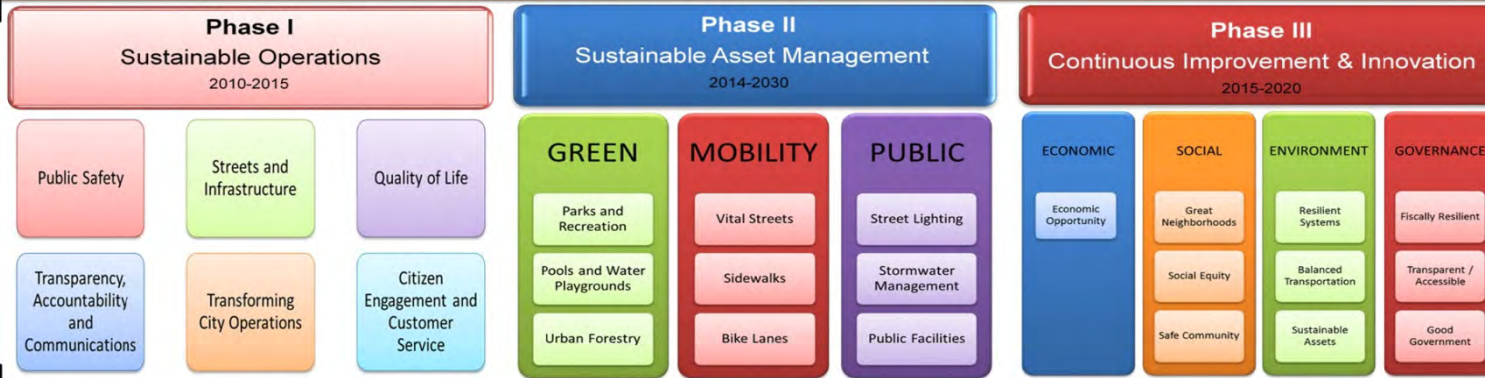 Phase I
Sustainable Operations
2010-2015
Public Safety
Streets and
Infrastructure
Quality of Life
Transparency,
Accountability
and
Communications
Transforming
City Operations
Citizen
Engagement and
Customer
Service
Phase II
Sustainable Asset Management
2014-2030
GREEN
Parks and
Recreation
Pools and Water
Playgrounds
Urban Forestry
MOBILITY
Vital Streets
Sidewalks
Bike Lanes
PUBLIC
Street Lighting
Stormwater
Management
Public Facilities
Phase III
Continuous Improvement & Innovation
2015-2020
ECONOMIC
Economic
Opportunity
SOCIAL
Great
Neighborhoods
Social Equity
Safe Community
ENVIRONMENT
Resilient
Systems
Balanced
Transportation
Sustainable
Assets
GOVERNANCE
Fiscally Resilient
Transparent /
Accessible
Good
Government